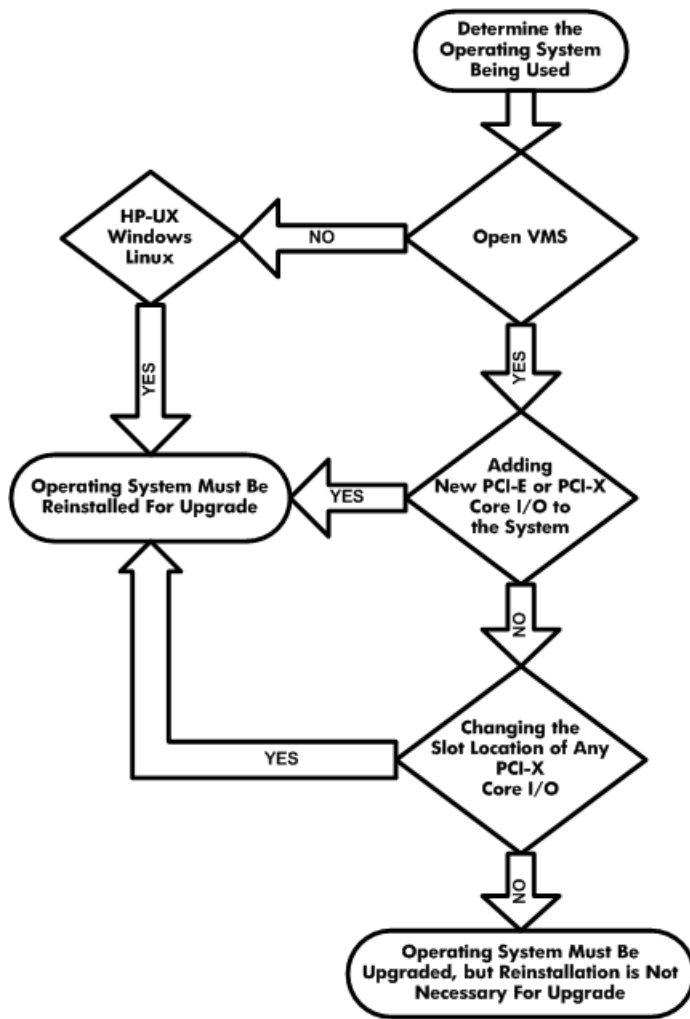 Determine the
Operating System
Being Used
Open VMS
NO
HP-UX
Windows
Linux
YES
YES
Operating System Must Be
Reinstalled For Upgrade
YES
Adding
New PCI-E or PCI-X
Core I/O to
the System
NO
Changing the
Slot Location of Any
PCI-X
Core I/O
YES
NO
Operating System Must Be
Upgraded, but Reinstallation is Not
Necessary For Upgrade